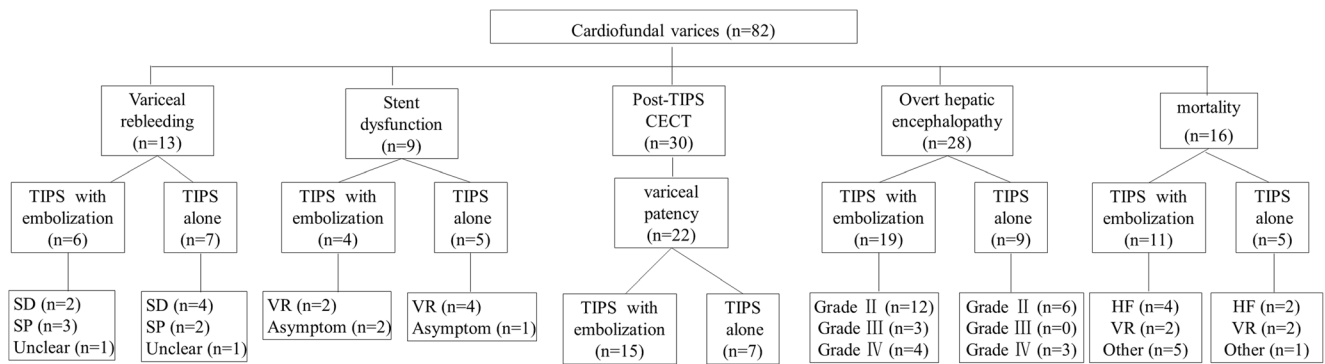 Cardiofundal varices (n=82)
Variceal
rebleeding
(n=13)
Stent
dysfunction
(n=9)
Post-TIPS
CECT
(n=30)
Overt hepatic
encephalopathy
(n=28)
mortality
(n=16)
TIPS with
embolization
(n=6)
TIPS
alone
(n=7)
TIPS with
embolization
(n=4)
TIPS
alone
(n=5)
variceal
patency
(n=22)
TIPS with
embolization
(n=19)
TIPS
alone
(n=9)
TIPS with
embolization
(n=11)
TIPS
alone
(n=5)
SD (n=2)
SP (n=3)
Unclear (n=1)
SD (n=4)
SP (n=2)
Unclear (n=1)
VR (n=2)
Asymptom (n=2)
VR (n=4)
Asymptom (n=1)
TIPS with
embolization
(n=15)
TIPS
alone
(n=7)
Grade Ⅱ (n=12)
Grade Ⅲ (n=3)
Grade Ⅳ (n=4)
Grade Ⅱ (n=6)
Grade Ⅲ (n=0)
Grade Ⅳ (n=3)
HF (n=4)
VR (n=2)
Other (n=5)
HF (n=2)
VR (n=2)
Other (n=1)